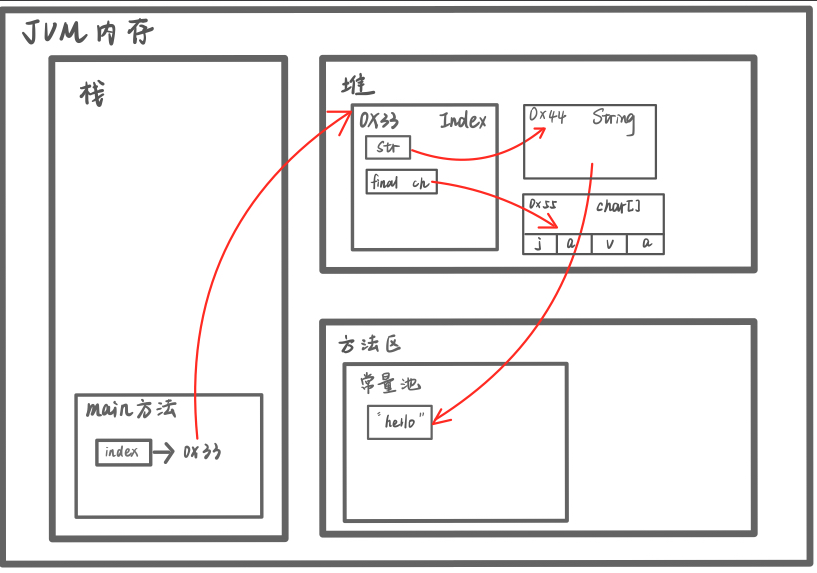 JVM内存
栈
main方法
index
0X33
堆
0X33 Index
str
final ch
0x44 String
0x55 char[]
j a v a
方法区
常量池
"hello"